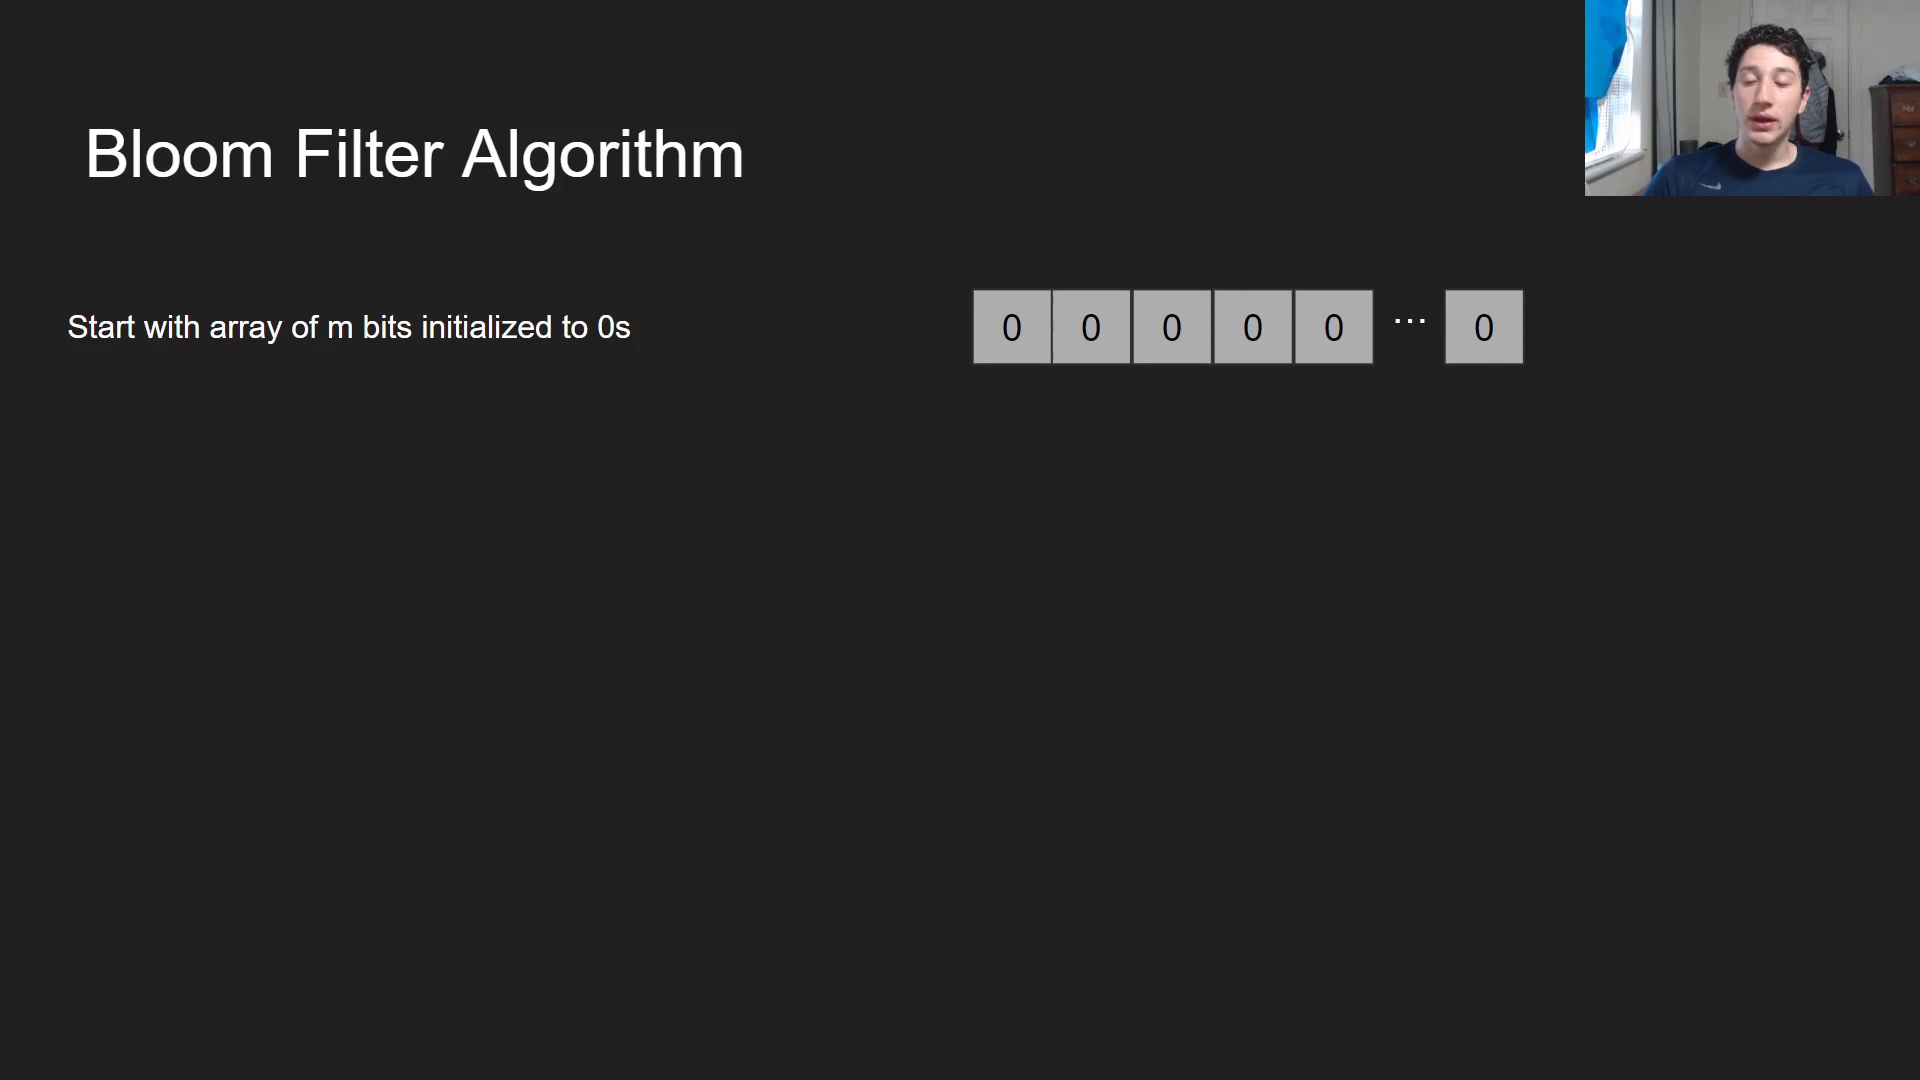 Bloom Filter Algorithm
Start with array of m bits initialized to 0s
0 0 0 0 0 ... 0